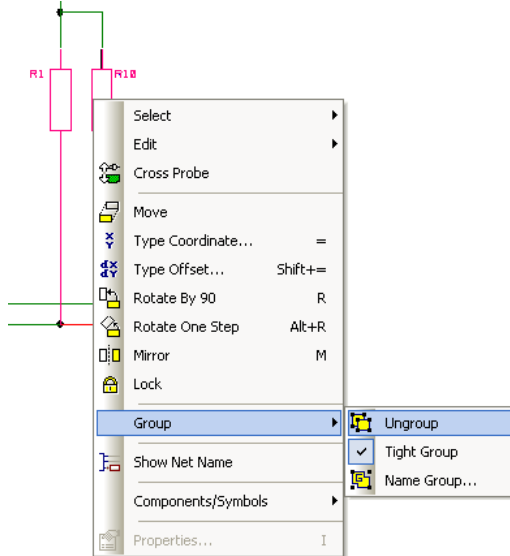 R1
R10
Select
Edit
Cross Probe
Move
Type Coordinate... =
Type Offset... Shift+=
Rotate By 90 R
Rotate One Step Alt+R
Mirror M
Lock
Group
Ungroup
Tight Group
Name Group...
Show Net Name
Components/Symbols
Properties... I